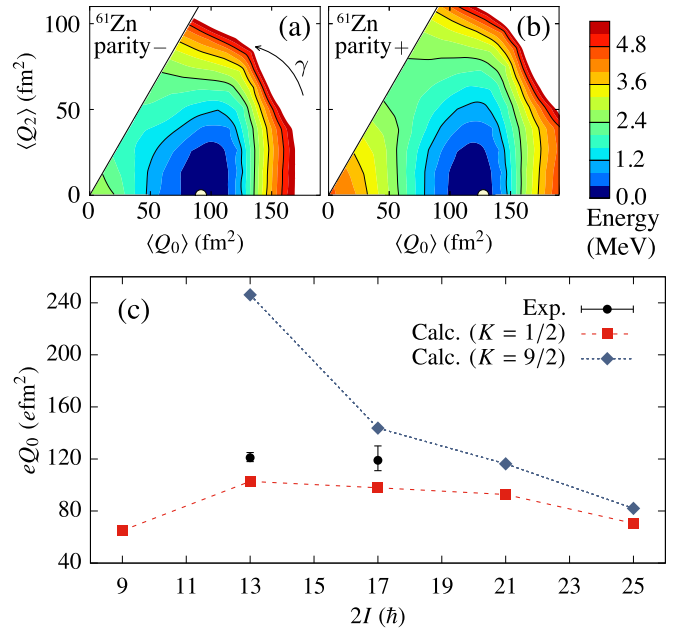 ⁶¹Zn
parity−
(a)
γ
⁶¹Zn
parity+
(b)
100
50
0
⟨Q₂⟩ (fm²)
0 50 100 150
⟨Q₀⟩ (fm²)
0 50 100 150
⟨Q₀⟩ (fm²)
4.8
3.6
2.4
1.2
0.0
Energy
(MeV)
(c)
Exp.
Calc. (K = 1/2)
Calc. (K = 9/2)
240
200
160
120
80
40
eQ₀ (efm²)
9 11 13 15 17 19 21 23 25
2I (ℏ)